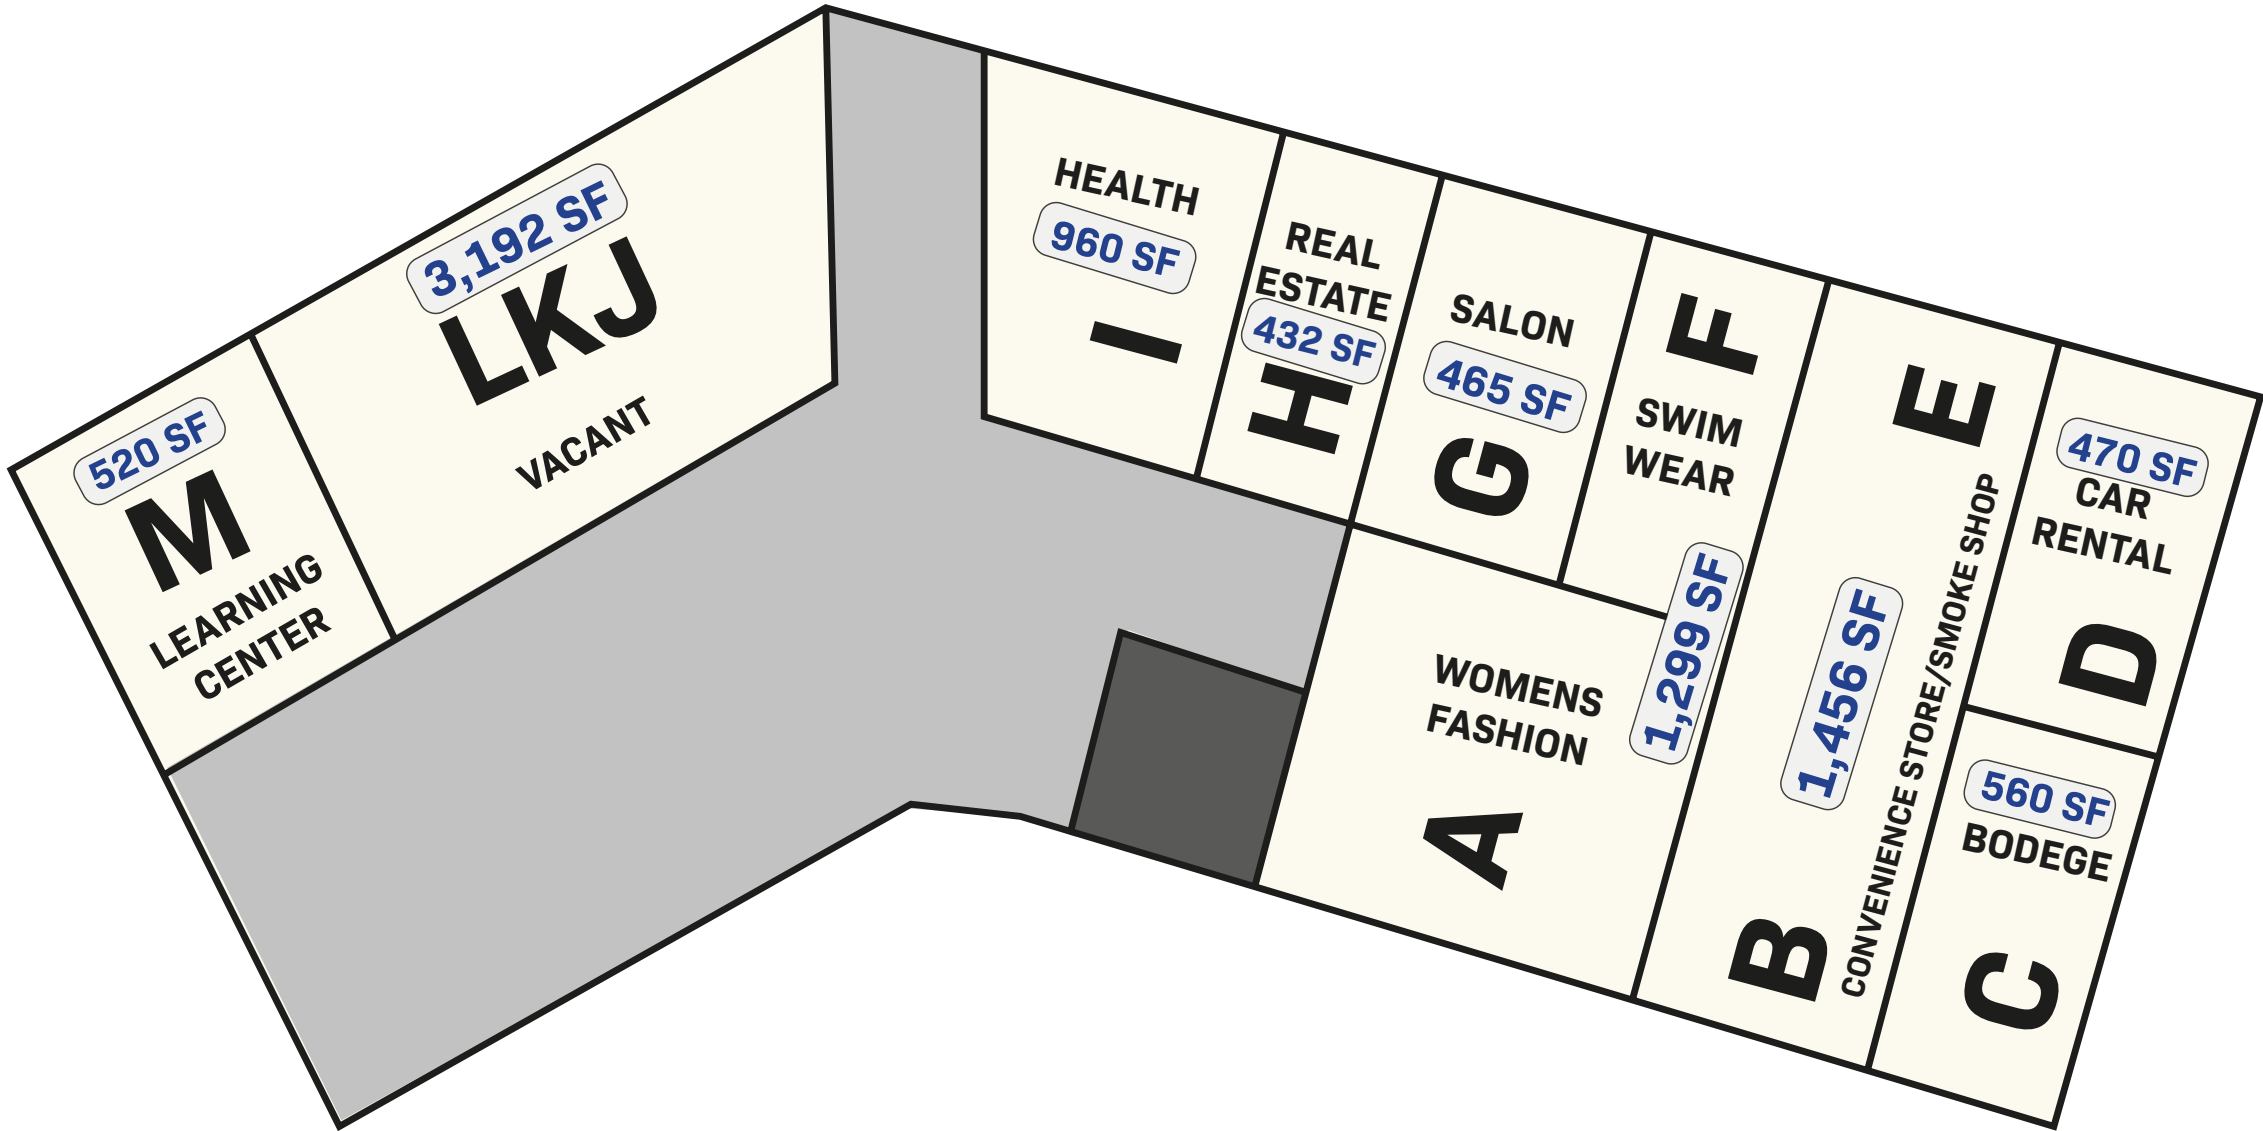 520 SF
M
LEARNING
CENTER
3,192 SF
LKJ
VACANT
HEALTH
960 SF
I
REAL
ESTATE
432 SF
H
SALON
465 SF
G
F
SWIM
WEAR
1,299 SF
WOMENS
FASHION
A
E
1,456 SF
CONVENIENCE STORE/SMOKE SHOP
B
470 SF
CAR
RENTAL
D
560 SF
BODEGE
C